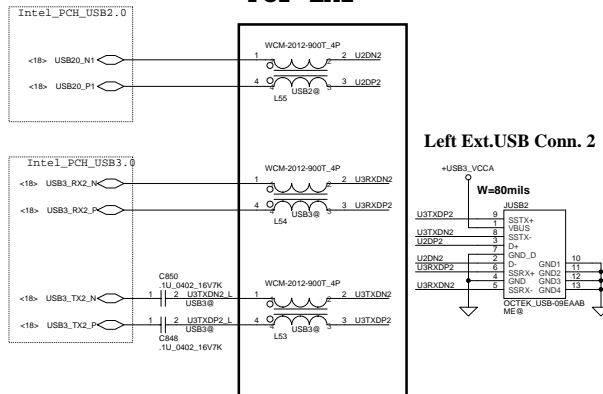 Intel_PCH_USB2.0
WCM-2012-900T_4P
<18> USB20_N1
1 2 U2DN2
<18> USB20_P1
4 3 U2DP2
L55 USB2@
Intel_PCH_USB3.0
WCM-2012-900T_4P
<18> USB3_RX2_N
1 2 U3RXDN2
<18> USB3_RX2_P
4 3 U3RXDP2
L54 USB3@
C850
.1U_0402_16V7K
WCM-2012-900T_4P
<18> USB3_TX2_N
1 2 U3TXDN2_L
USB3@
1 2 U3TXDN2
<18> USB3_TX2_P
1 2 U3TXDP2_L
USB3@
4 3 U3TXDP2
C848
.1U_0402_16V7K
L53 USB3@
Left Ext.USB Conn. 2
+USB3_VCCA
W=80mils
JUSB2
U3TXDP2 9 SSTX+
1 VBUS
U3TXDN2 8 SSTX-
U2DP2 3 D+
7 GND_D
U2DN2 2 D- GND1 10
U3RXDP2 6 SSRX+ GND2 11
4 GND GND3 12
U3RXDN2 5 SSRX- GND4 13
OCTEK_USB-09EAAB
ME@